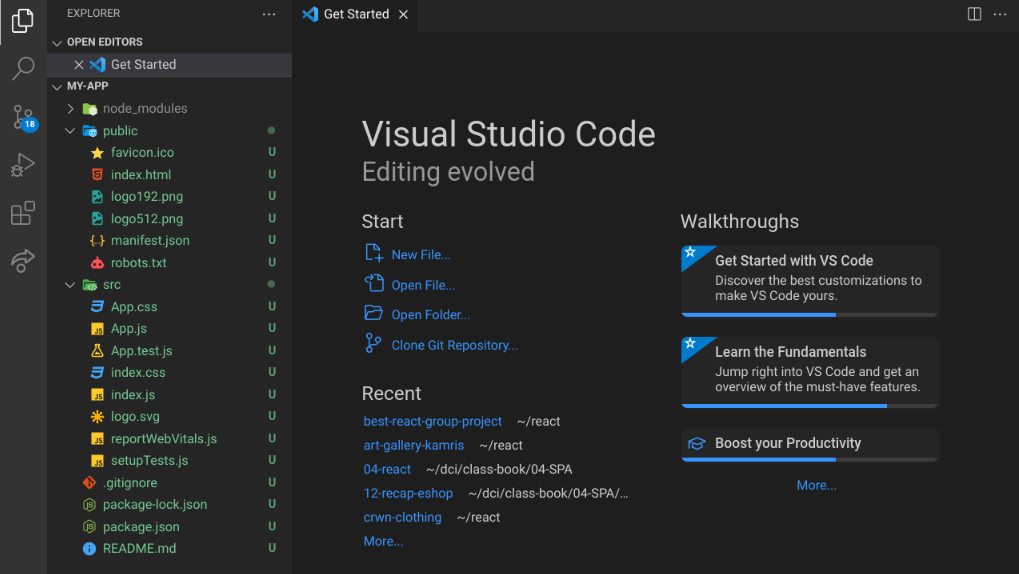 EXPLORER
Get Started
OPEN EDITORS
Get Started
MY-APP
node_modules
public
favicon.ico U
index.html U
logo192.png U
logo512.png U
manifest.json U
robots.txt U
src
App.css U
App.js U
App.test.js U
index.css U
index.js U
logo.svg U
reportWebVitals.js U
setupTests.js U
.gitignore U
package-lock.json U
package.json U
README.md U
18
Visual Studio Code
Editing evolved
Start
New File...
Open File...
Open Folder...
Clone Git Repository...
Recent
best-react-group-project ~/react
art-gallery-kamris ~/react
04-react ~/dci/class-book/04-SPA
12-recap-eshop ~/dci/class-book/04-SPA/...
crwn-clothing ~/react
More...
Walkthroughs
Get Started with VS Code
Discover the best customizations to
make VS Code yours.
Learn the Fundamentals
Jump right into VS Code and get an
overview of the must-have features.
Boost your Productivity
More...